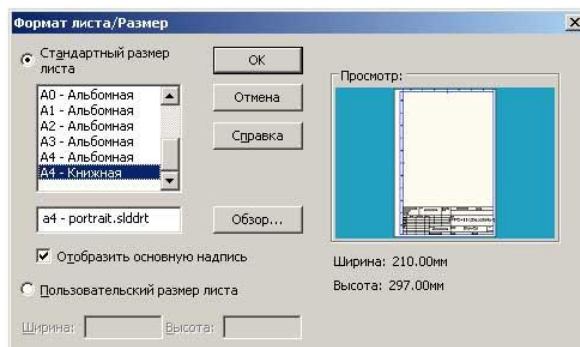 Формат листа/Размер
Стандартный размер
листа
A0 - Альбомная
A1 - Альбомная
A2 - Альбомная
A3 - Альбомная
A4 - Альбомная
A4 - Книжная
a4 - portrait.slddrt
Отобразить основную надпись
Пользовательский размер листа
Ширина:
Высота:
OK
Отмена
Справка
Обзор...
Просмотр:
Ширина: 210.00мм
Высота: 297.00мм